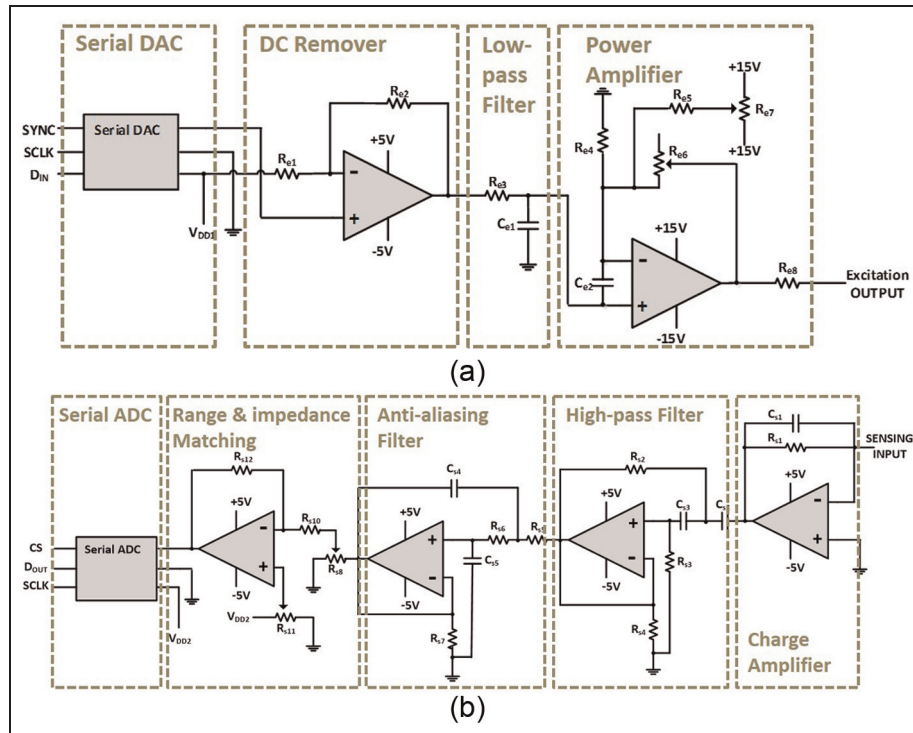 Serial DAC
DC Remover
Low-
pass
Filter
Power
Amplifier
SYNC
SCLK
DIN
Serial DAC
VDD1
Re1
Re2
+5V
-
+
-5V
Re3
Ce1
Re4
Re5
+15V
Re7
+15V
Re6
Ce2
+15V
-
+
-15V
Re8
Excitation
OUTPUT
(a)
Serial ADC
Range & impedance
Matching
Anti-aliasing
Filter
High-pass Filter
CS
DOUT
SCLK
Serial ADC
VDD2
Rs12
+5V
-
+
-5V
Rs10
Rs8
VDD2
Rs11
Cs4
+5V
+
-
-5V
Rs6
Cs5
Rs7
Rs2
+5V
+
-
-5V
Cs3
Cs
Rs3
Rs4
Cs1
Rs1
SENSING
INPUT
+5V
-
+
-5V
Charge
Amplifier
(b)